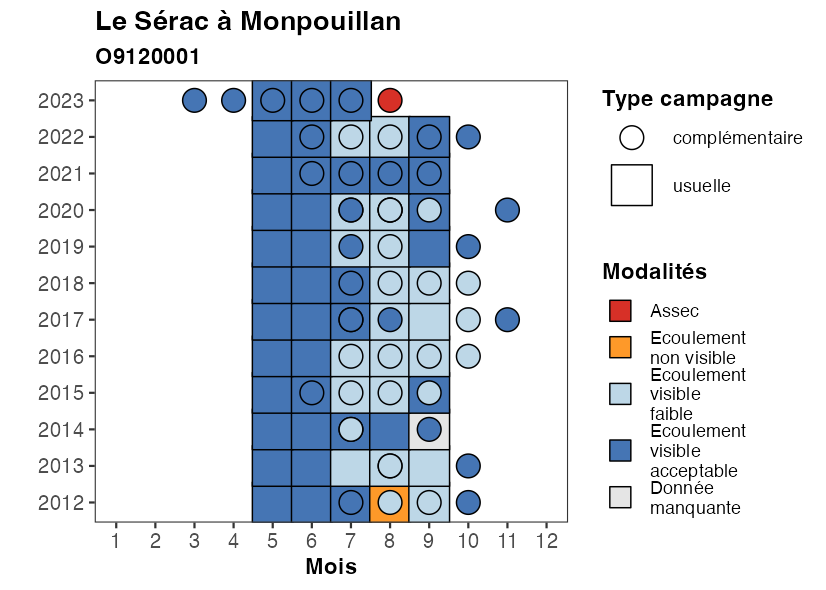 Le Sérac à Monpouillan
O9120001
2023
2022
2021
2020
2019
2018
2017
2016
2015
2014
2013
2012
1 2 3 4 5 6 7 8 9 10 11 12
Mois
Type campagne
complémentaire
usuelle
Modalités
Assec
Ecoulement
non visible
Ecoulement
visible
faible
Ecoulement
visible
acceptable
Donnée
manquante